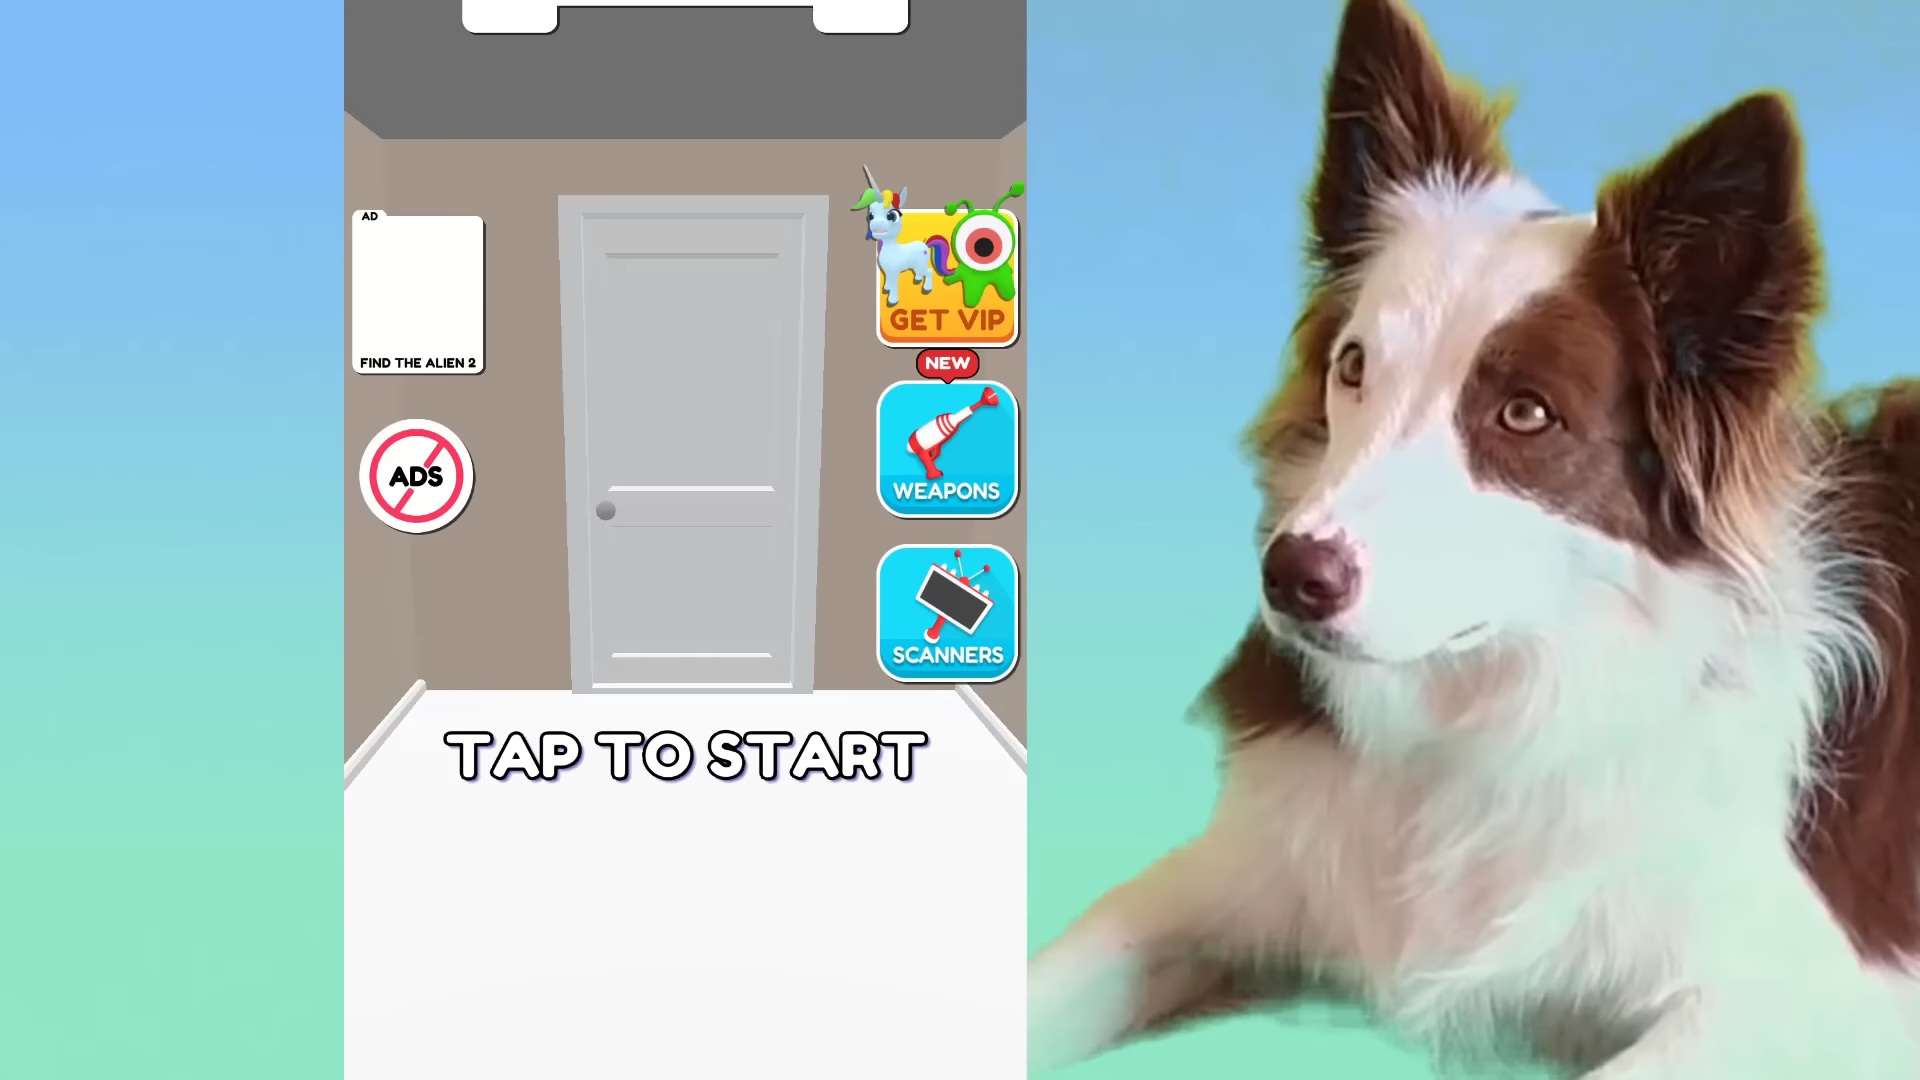 AD
FIND THE ALIEN 2
ADS
GET VIP
NEW
WEAPONS
SCANNERS
TAP TO START